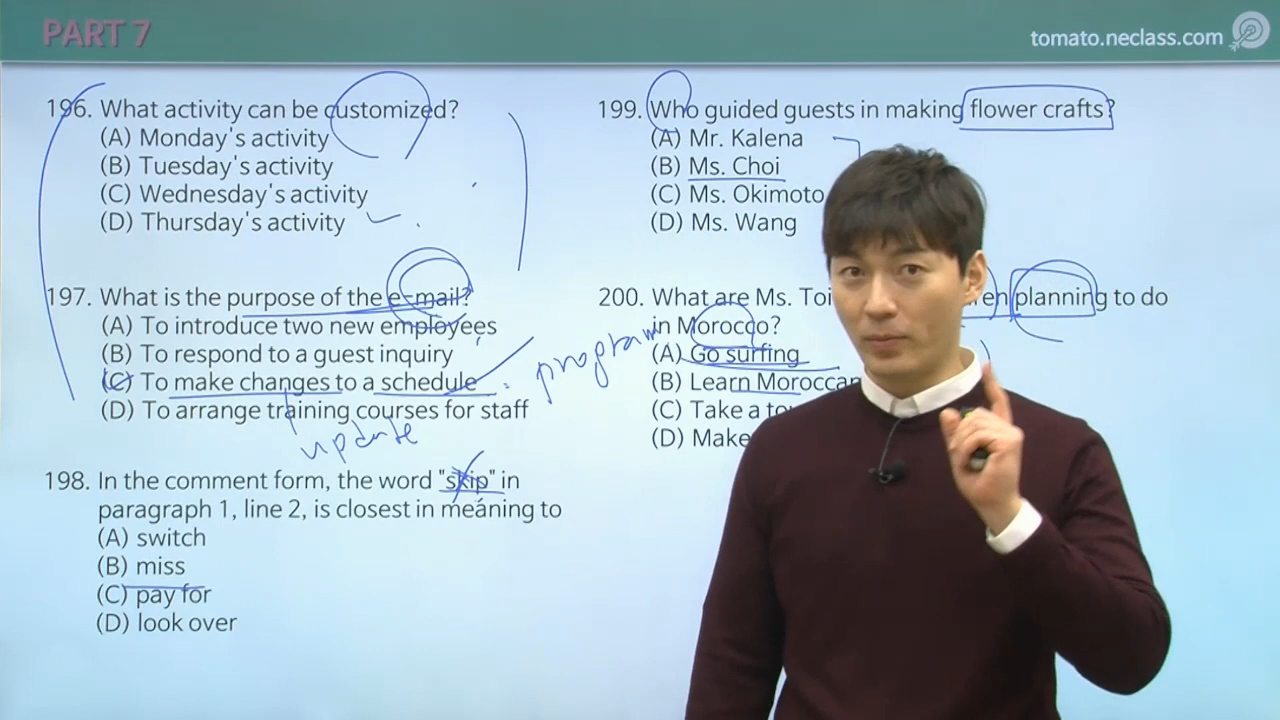 PART 7
tomato.neclass.com
196. What activity can be customized?
(A) Monday's activity
(B) Tuesday's activity
(C) Wednesday's activity
(D) Thursday's activity
197. What is the purpose of the e-mail?
(A) To introduce two new employees
(B) To respond to a guest inquiry
(C) To make changes to a schedule
(D) To arrange training courses for staff
update
program
198. In the comment form, the word "skip" in
paragraph 1, line 2, is closest in meaning to
(A) switch
(B) miss
(C) pay for
(D) look over
199. Who guided guests in making flower crafts?
(A) Mr. Kalena
(B) Ms. Choi
(C) Ms. Okimoto
(D) Ms. Wang
200. What are Ms. planning to do
in Morocco?
(A) Go surfing
(B) Learn
(C) Take a
(D) Make